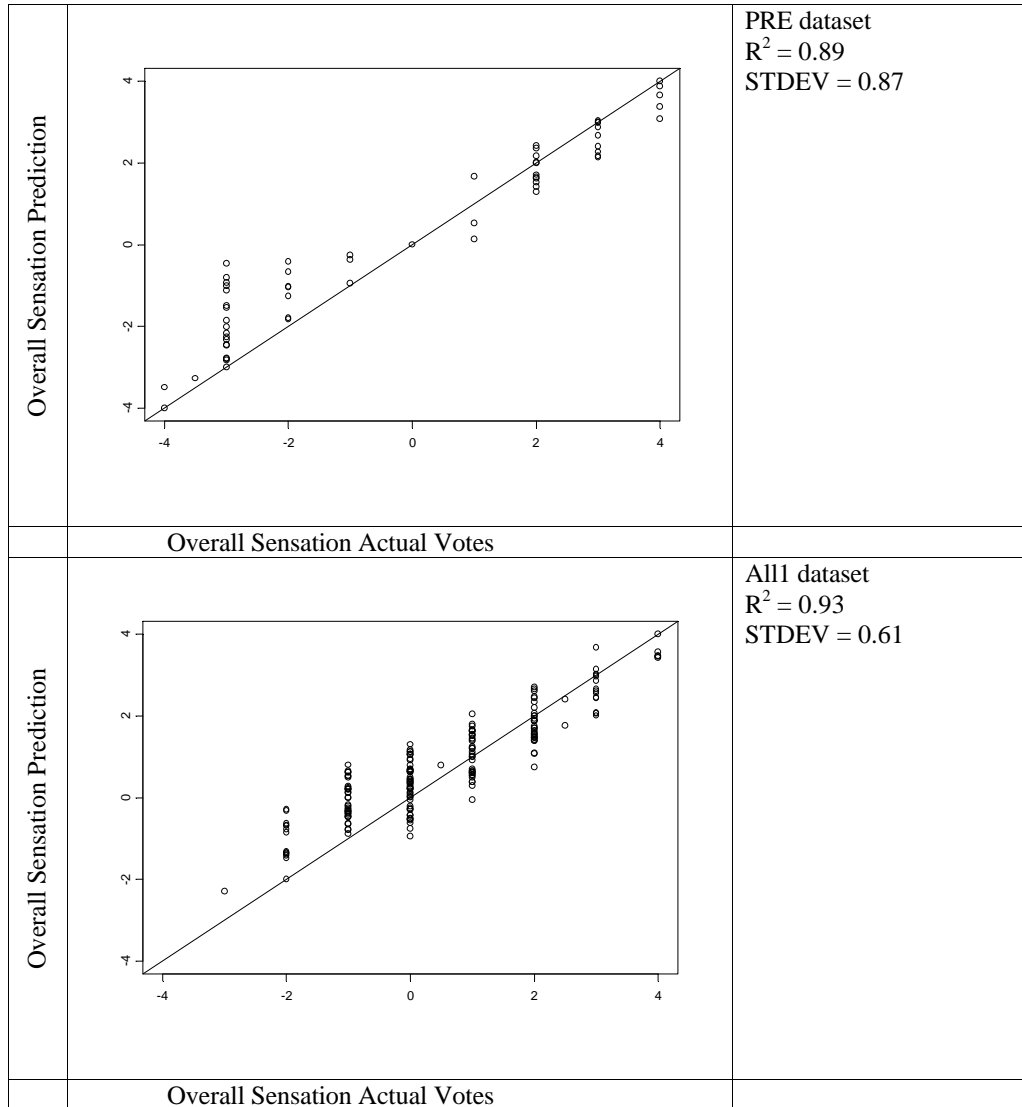 PRE dataset
R² = 0.89
STDEV = 0.87
Overall Sensation Prediction
4
2
0
-2
-4
-4 -2 0 2 4
Overall Sensation Actual Votes
All1 dataset
R² = 0.93
STDEV = 0.61
Overall Sensation Prediction
4
2
0
-2
-4
-4 -2 0 2 4
Overall Sensation Actual Votes